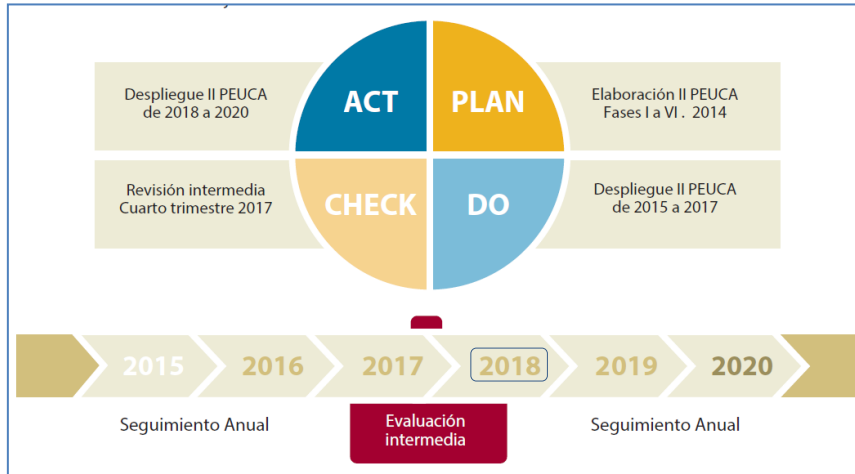 Despliegue II PEUCA
de 2018 a 2020
ACT
PLAN
Elaboración II PEUCA
Fases I a VI . 2014
Revisión intermedia
Cuarto trimestre 2017
CHECK
DO
Despliegue II PEUCA
de 2015 a 2017
2015
2016
2017
2018
2019
2020
Seguimiento Anual
Evaluación
intermedia
Seguimiento Anual